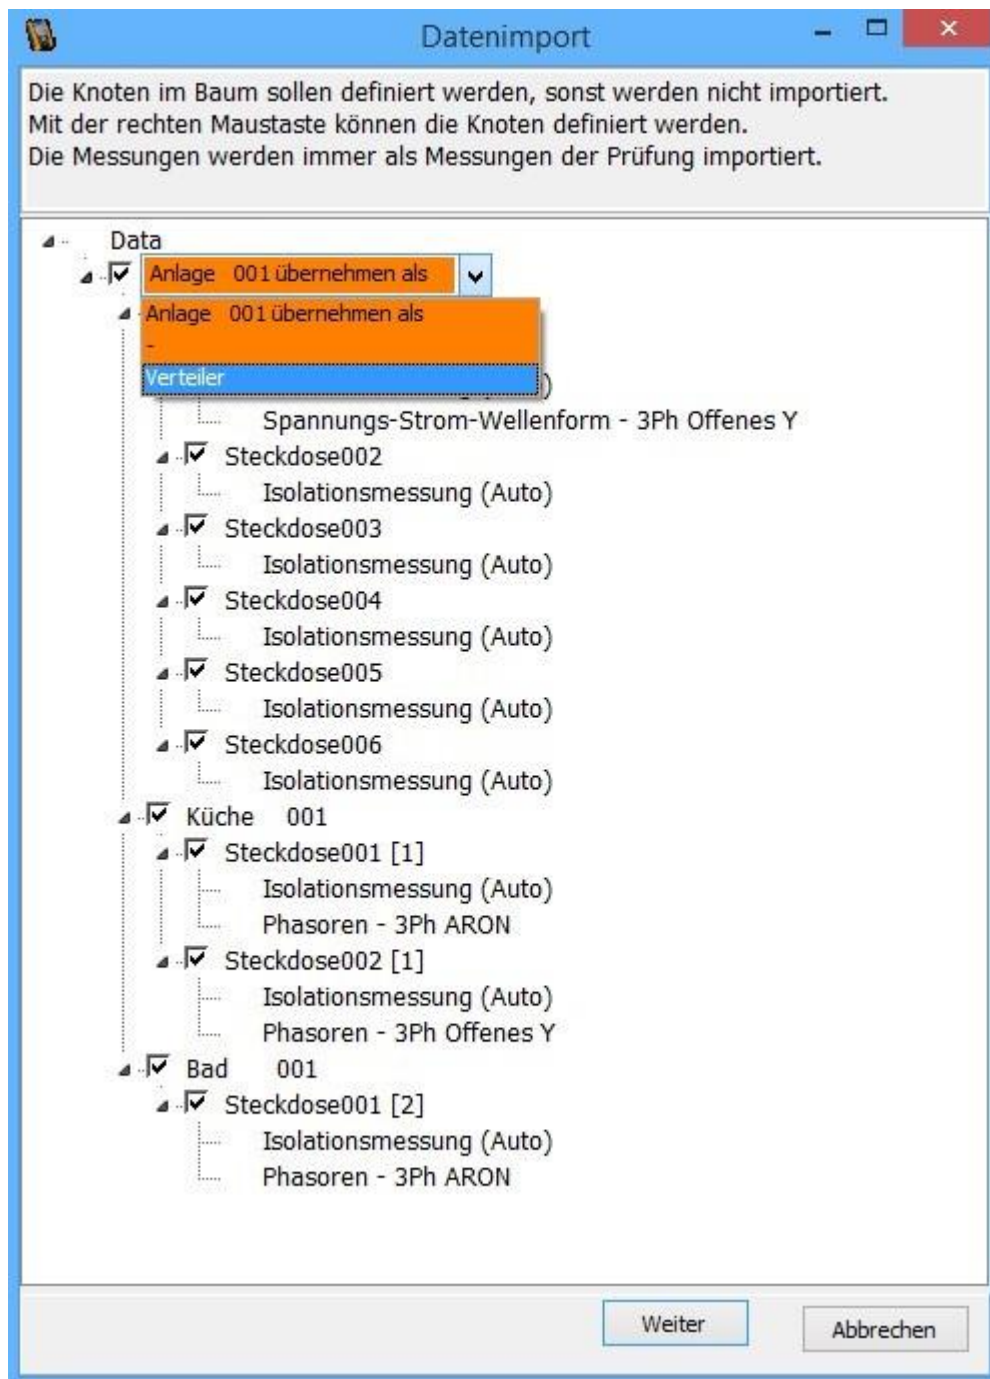 Datenimport
Die Knoten im Baum sollen definiert werden, sonst werden nicht importiert.
Mit der rechten Maustaste können die Knoten definiert werden.
Die Messungen werden immer als Messungen der Prüfung importiert.
Data
Anlage 001 übernehmen als
Anlage 001 übernehmen als
-
Verteiler
Spannungs-Strom-Wellenform - 3Ph Offenes Y
Steckdose002
Isolationsmessung (Auto)
Steckdose003
Isolationsmessung (Auto)
Steckdose004
Isolationsmessung (Auto)
Steckdose005
Isolationsmessung (Auto)
Steckdose006
Isolationsmessung (Auto)
Küche 001
Steckdose001 [1]
Isolationsmessung (Auto)
Phasoren - 3Ph ARON
Steckdose002 [1]
Isolationsmessung (Auto)
Phasoren - 3Ph Offenes Y
Bad 001
Steckdose001 [2]
Isolationsmessung (Auto)
Phasoren - 3Ph ARON
Weiter
Abbrechen